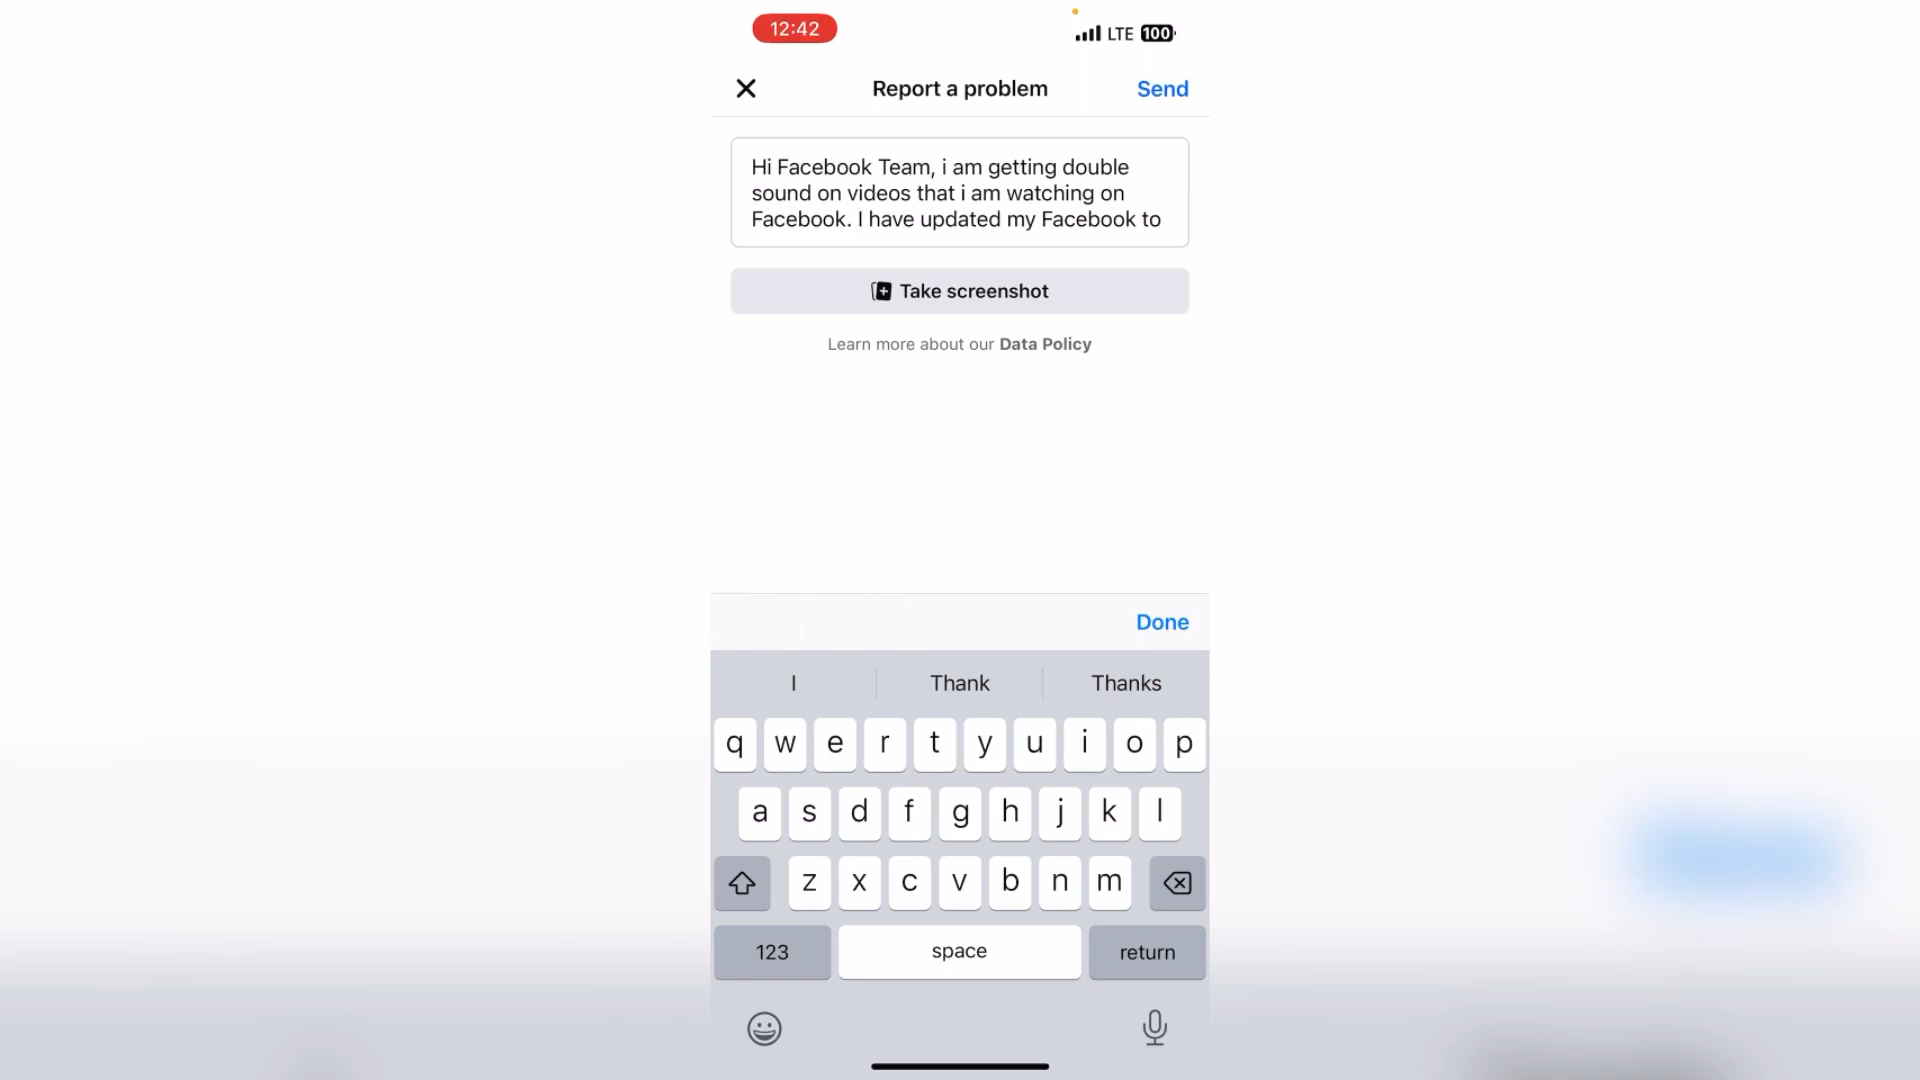 12:42
LTE 100
Report a problem
Send
Hi Facebook Team, i am getting double
sound on videos that i am watching on
Facebook. I have updated my Facebook to
Take screenshot
Learn more about our Data Policy
Done
I Thank Thanks
q w e r t y u i o p
a s d f g h j k l
z x c v b n m
123 space return